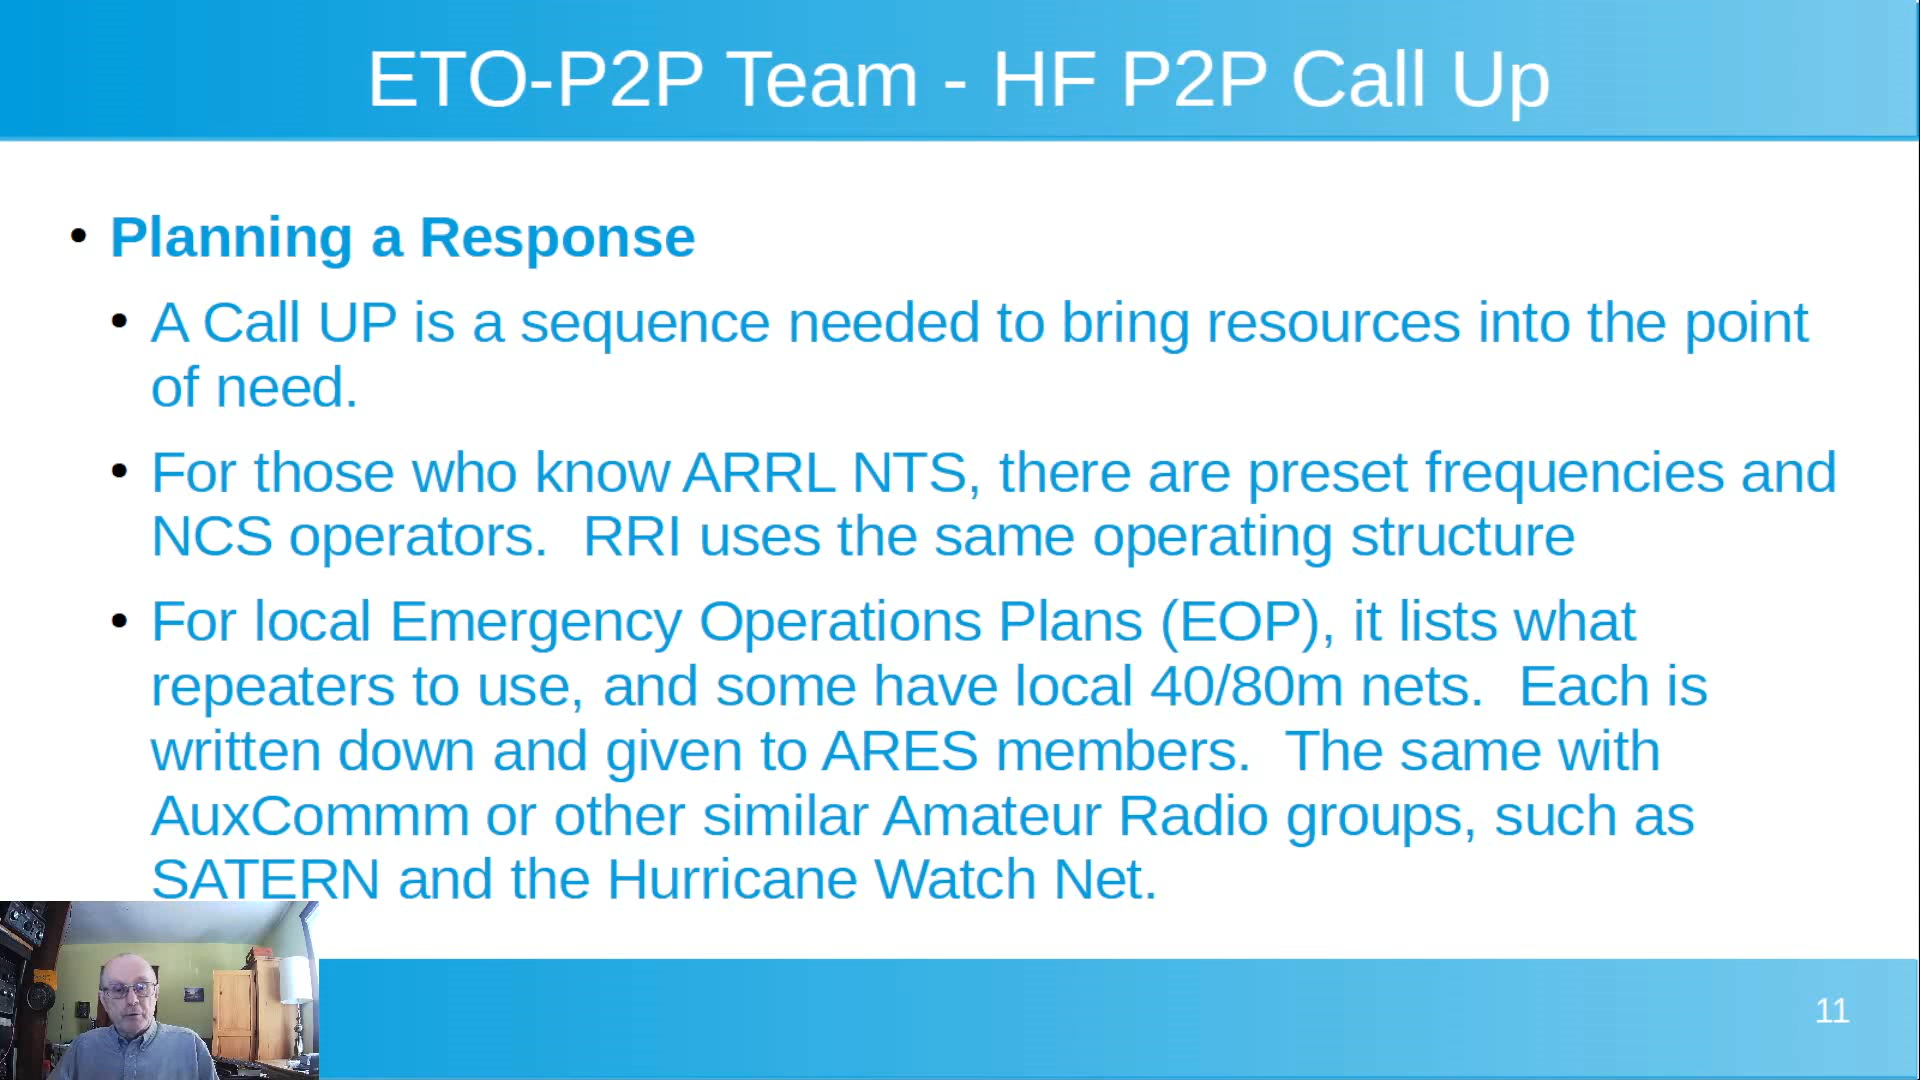 ETO-P2P Team - HF P2P Call Up
• Planning a Response
• A Call UP is a sequence needed to bring resources into the point
of need.
• For those who know ARRL NTS, there are preset frequencies and
NCS operators.  RRI uses the same operating structure
• For local Emergency Operations Plans (EOP), it lists what
repeaters to use, and some have local 40/80m nets.  Each is
written down and given to ARES members.  The same with
AuxCommm or other similar Amateur Radio groups, such as
SATERN and the Hurricane Watch Net.
11